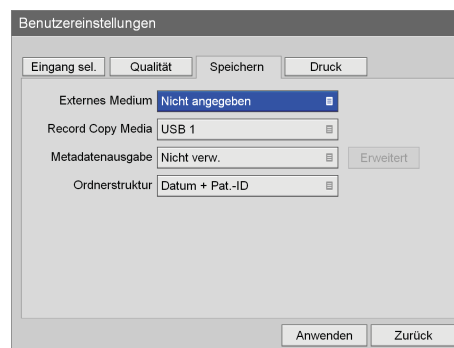 Benutzereinstellungen
Eingang sel. Qualität Speichern Druck
Externes Medium Nicht angegeben
Record Copy Media USB 1
Metadatenausgabe Nicht verw. Erweitert
Ordnerstruktur Datum + Pat.-ID
Anwenden Zurück